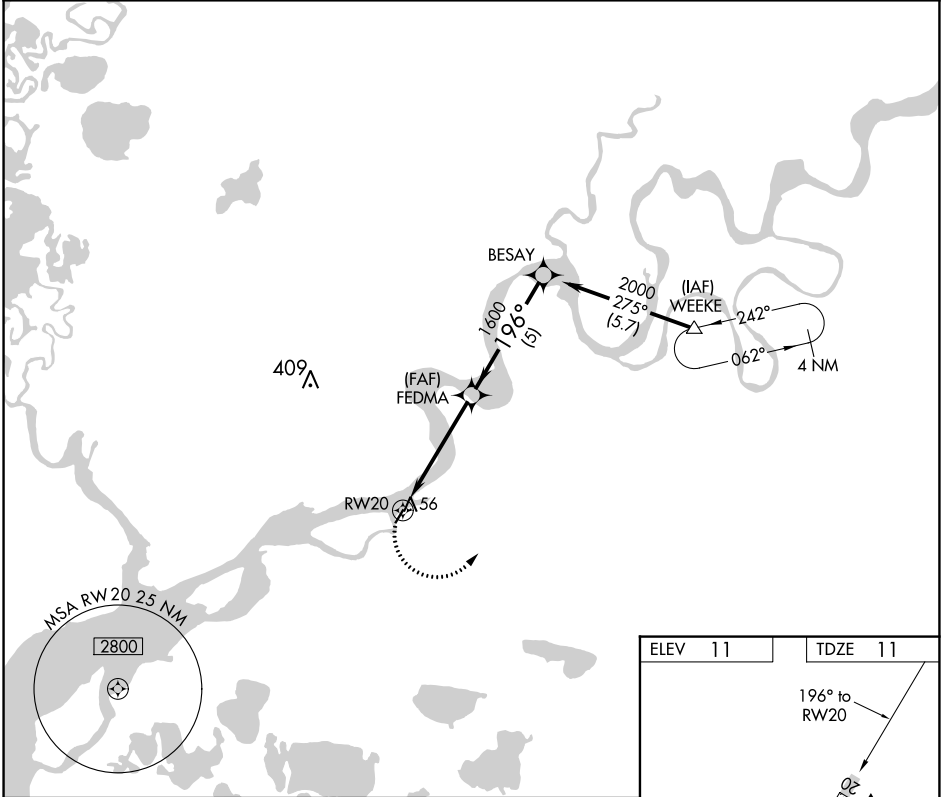 BESAY
2000
275°
(5.7)
(IAF)
WEEKE
242°
062°
4 NM
1600
196°
(5)
409
(FAF)
FEDMA
RW20
56
MSA RW20 25 NM
2800
ELEV 11
TDZE 11
196° to
RW20
20